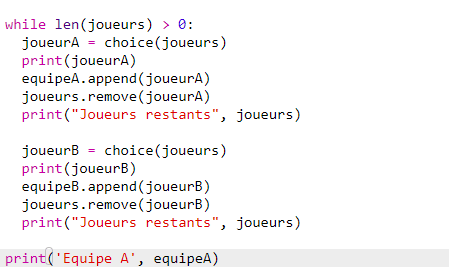 while len(joueurs) > 0:
  joueurA = choice(joueurs)
  print(joueurA)
  equipeA.append(joueurA)
  joueurs.remove(joueurA)
  print("Joueurs restants", joueurs)

  joueurB = choice(joueurs)
  print(joueurB)
  equipeB.append(joueurB)
  joueurs.remove(joueurB)
  print("Joueurs restants", joueurs)

print('Equipe A', equipeA)